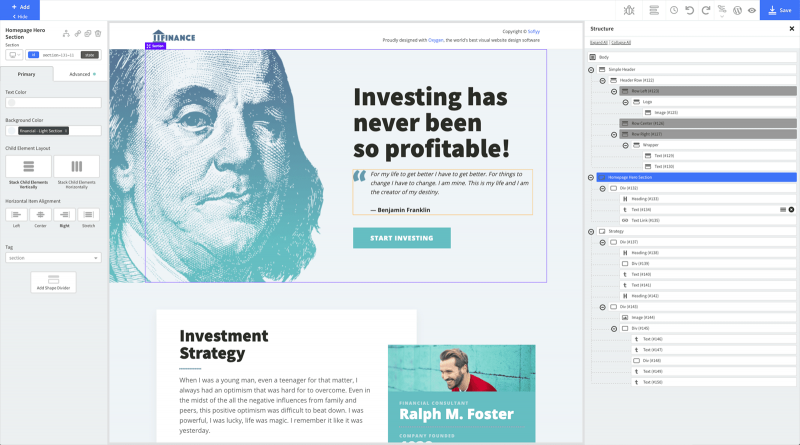 + Add
< Hide
Save
Homepage Hero
Section
Section
id
state
Primary
Advanced
Text Color
Background Color
Financial - Light Section
Child Element Layout
Stack Child Elements
Vertically
Stack Child Elements
Horizontally
Horizontal Item Alignment
Left
Center
Right
Stretch
Tag
section
Add Shape Divider
FINANCE
Copyright © Softyy
Proudly designed with Oxygen, the world's best visual website design software
Section
Investing has
never been
so profitable!
“
For my life to get better I have to get better. For things to
change I have to change. I am mine. This is my life and I am
the creator of my destiny.
— Benjamin Franklin
START INVESTING
Investment
Strategy
When I was a young man, even a teenager for that matter, I
always had an optimism that was hard to overcome. Even in
the midst of the all the negative influences from family and
peers, this positive optimism was difficult to beat down. I was
powerful, I was lucky, life was magic. I remember it like it was
yesterday.
FINANCIAL CONSULTANT
Ralph M. Foster
COMPANY FOUNDED
Structure
Expand All | Collapse All
Body
Simple Header
Header Row (#122)
Row Left (#123)
Logo
Image (#125)
Row Center (#126)
Row Right (#127)
Wrapper
Text (#129)
Text (#130)
Homepage Hero Section
Div (#132)
Heading (#133)
Text (#134)
Text Link (#135)
Strategy
Div (#137)
Heading (#138)
Div (#139)
Text (#140)
Text (#141)
Heading (#142)
Div (#143)
Image (#144)
Div (#145)
Text (#146)
Text (#147)
Div (#148)
Text (#149)
Text (#150)